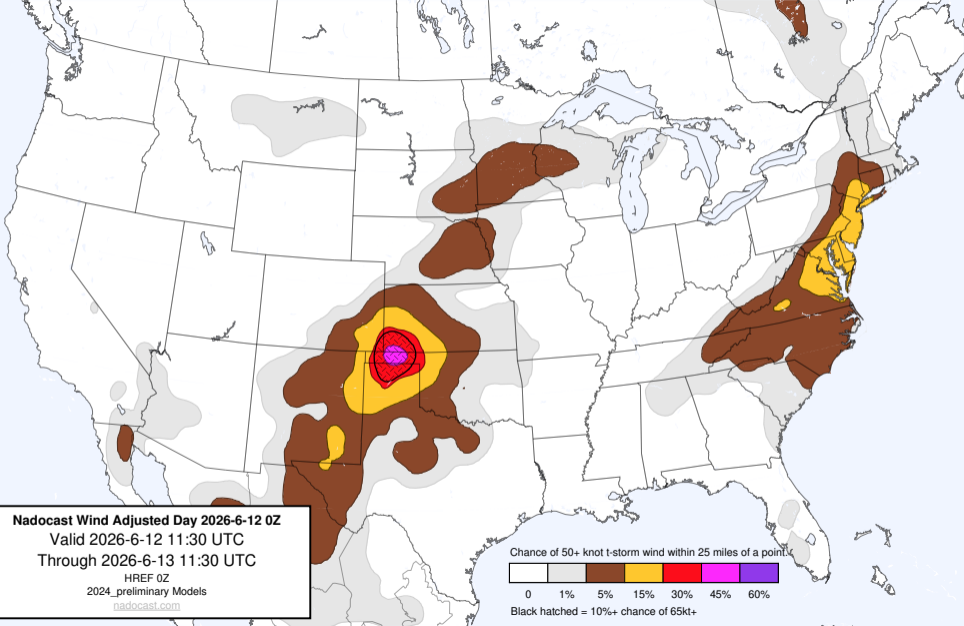 Nadocast Wind Adjusted Day 2026-6-12 0Z
Valid 2026-6-12 11:30 UTC
Through 2026-6-13 11:30 UTC
HREF 0Z
2024_preliminary Models
nadocast.com
Chance of 50+ knot t-storm wind within 25 miles of a point.
0 1% 5% 15% 30% 45% 60%
Black hatched = 10%+ chance of 65kt+